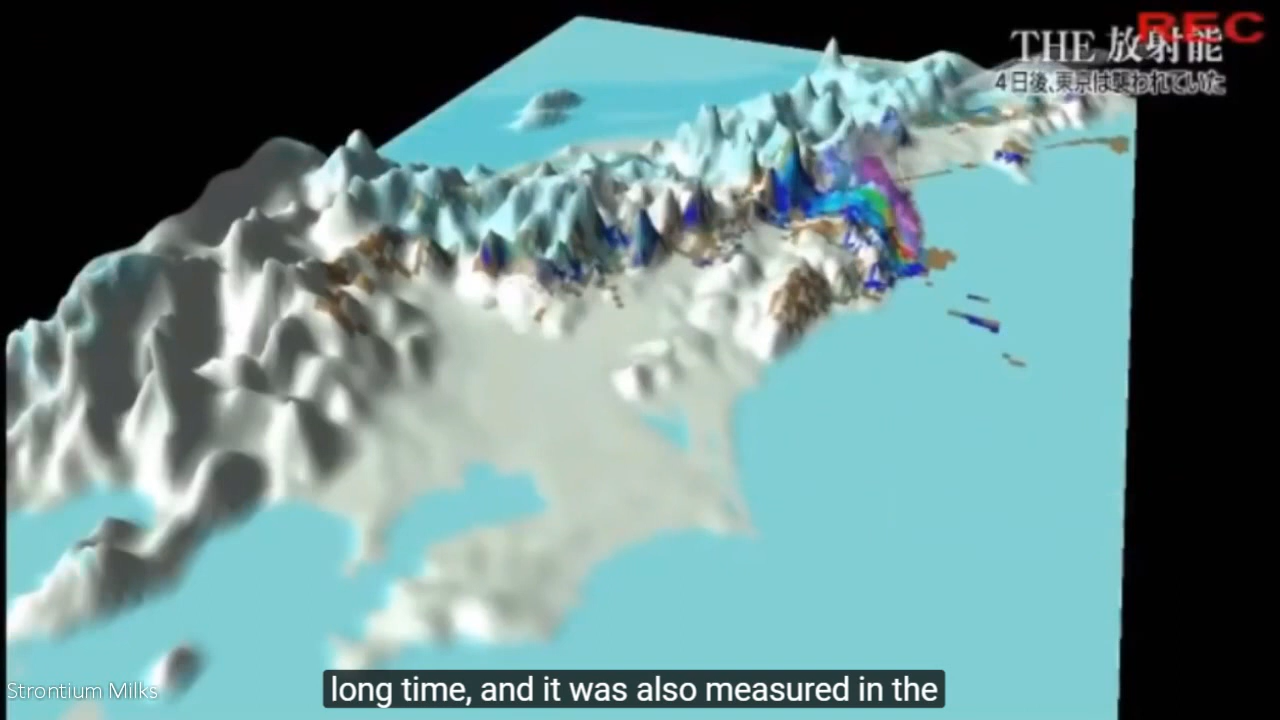 REC
THE 放射能
4日後、東京は襲われていた
Strontium Milks
long time, and it was also measured in the